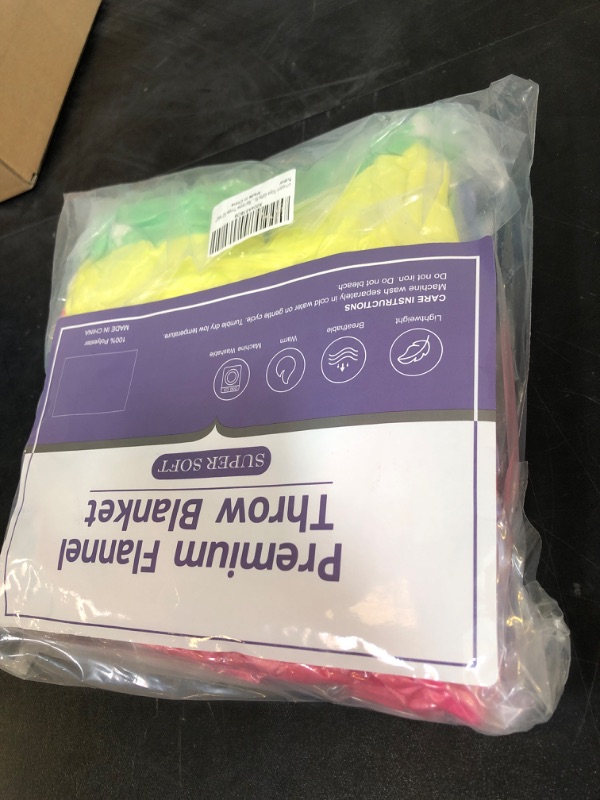 Premium Flannel
Throw Blanket
SUPER SOFT
Lightweight
Breathable
Warm
Machine Washable
CARE INSTRUCTIONS
Machine wash separately in cold water on gentle cycle. Tumble dry low temperature.
Do not iron. Do not bleach
100% Polyester
MADE IN CHINA